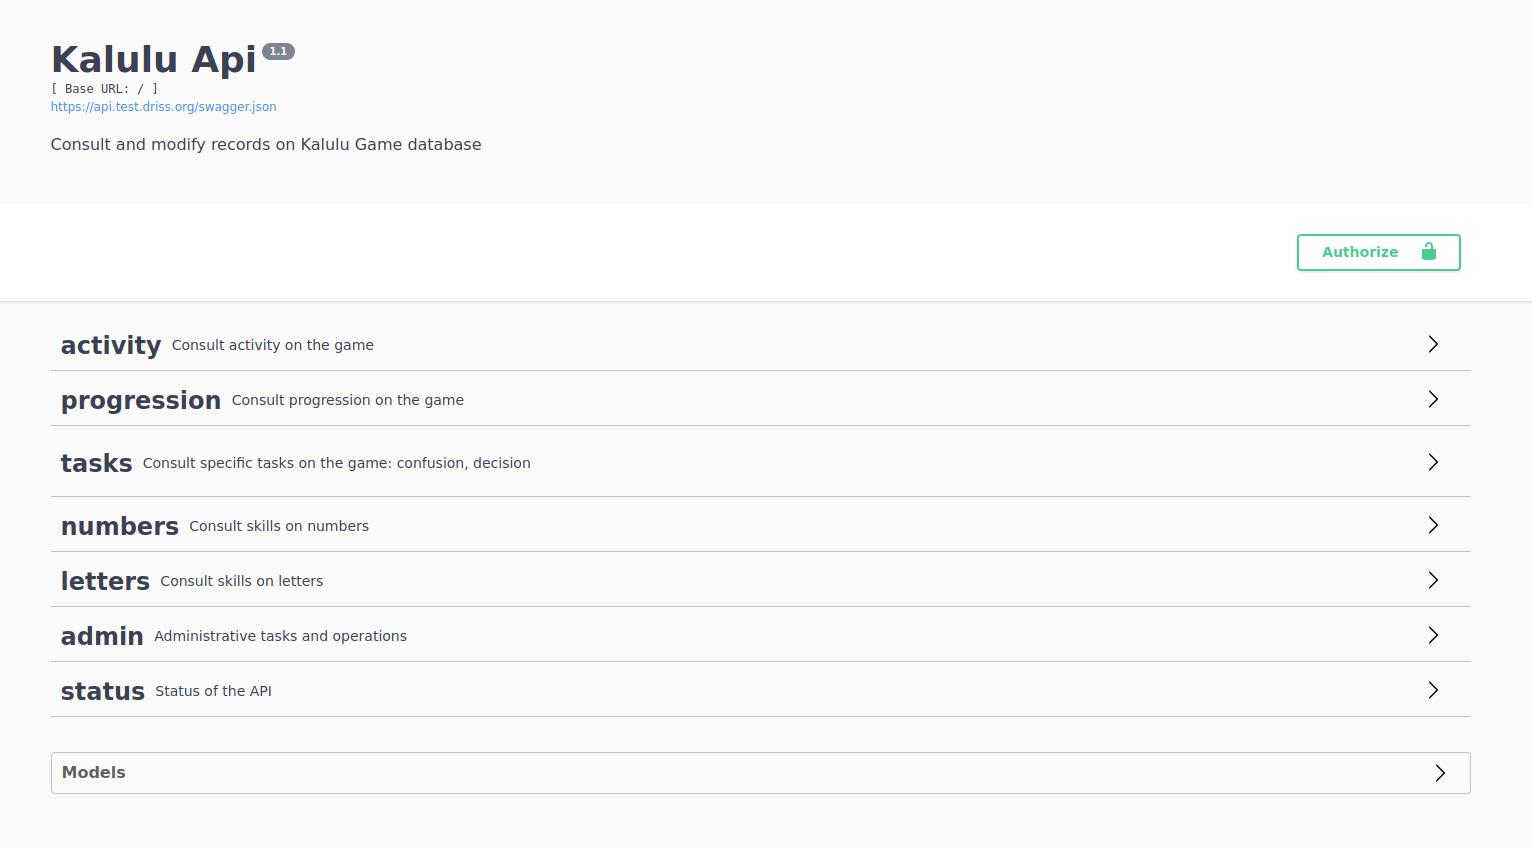 Kalulu Api 1.1
[ Base URL: / ]
https://api.test.driss.org/swagger.json
Consult and modify records on Kalulu Game database
Authorize
activity Consult activity on the game
progression Consult progression on the game
tasks Consult specific tasks on the game: confusion, decision
numbers Consult skills on numbers
letters Consult skills on letters
admin Administrative tasks and operations
status Status of the API
Models